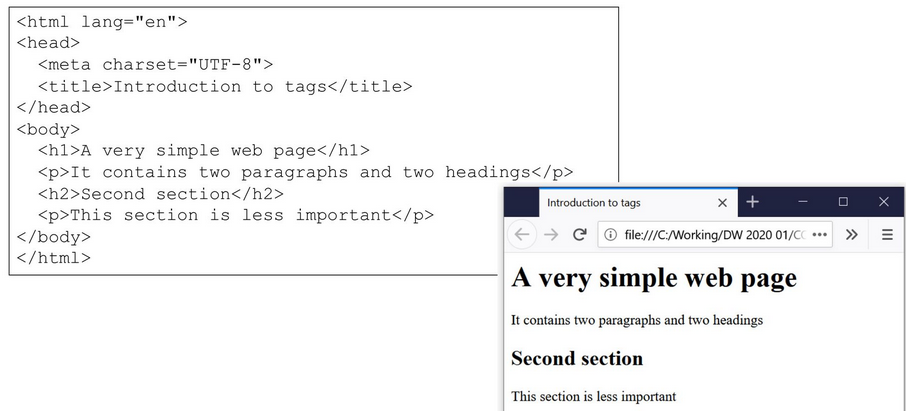 <html lang="en">
<head>
  <meta charset="UTF-8">
  <title>Introduction to tags</title>
</head>
<body>
  <h1>A very simple web page</h1>
  <p>It contains two paragraphs and two headings</p>
  <h2>Second section</h2>
  <p>This section is less important</p>
</body>
</html>
Introduction to tags
file:///C:/Working/DW 2020 01/CC
A very simple web page
It contains two paragraphs and two headings
Second section
This section is less important